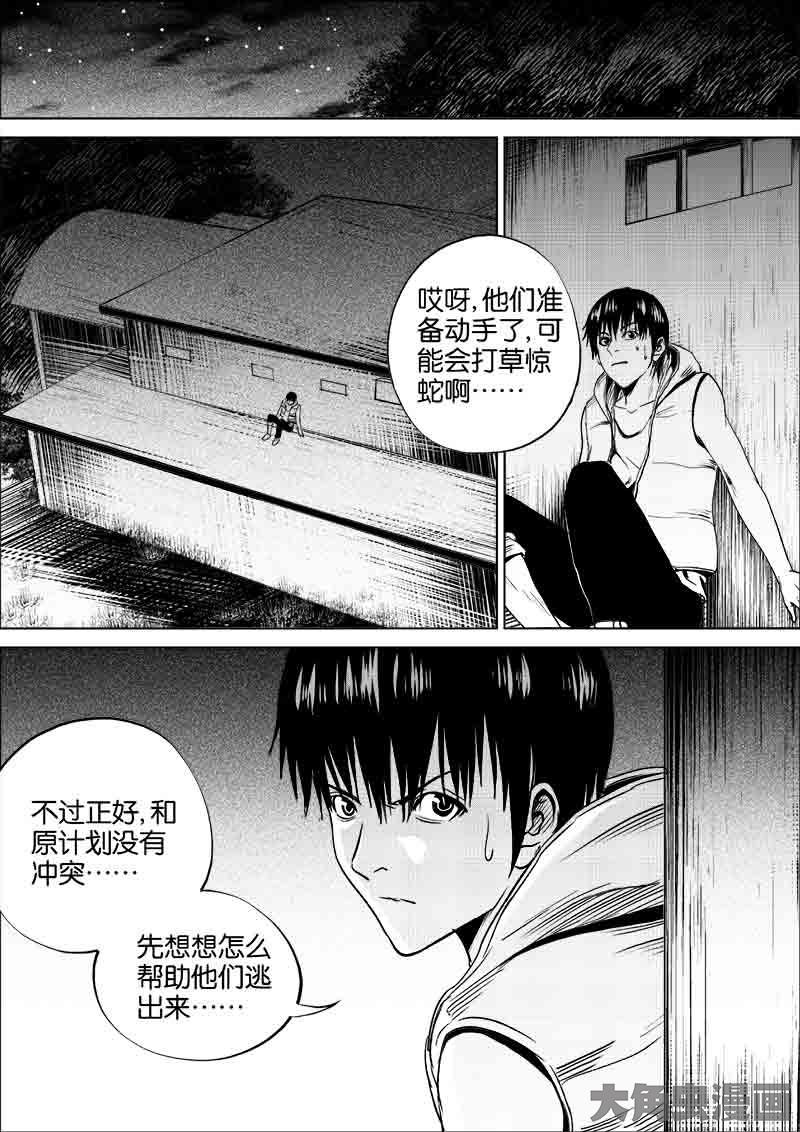 哎呀,他们准
备动手了,可
能会打草惊
蛇啊……
不过正好,和
原计划没有
冲突……
先想想怎么
帮助他们逃
出来……
大角虫漫画